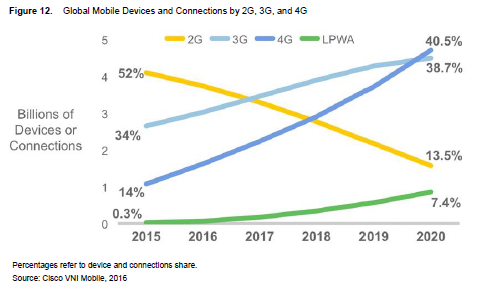 Figure 12. Global Mobile Devices and Connections by 2G, 3G, and 4G
2G 3G 4G LPWA
Billions of
Devices or
Connections
5
4
3
2
1
0
52%
34%
14%
0.3%
40.5%
38.7%
13.5%
7.4%
2015 2016 2017 2018 2019 2020
Percentages refer to device and connections share.
Source: Cisco VNI Mobile, 2016